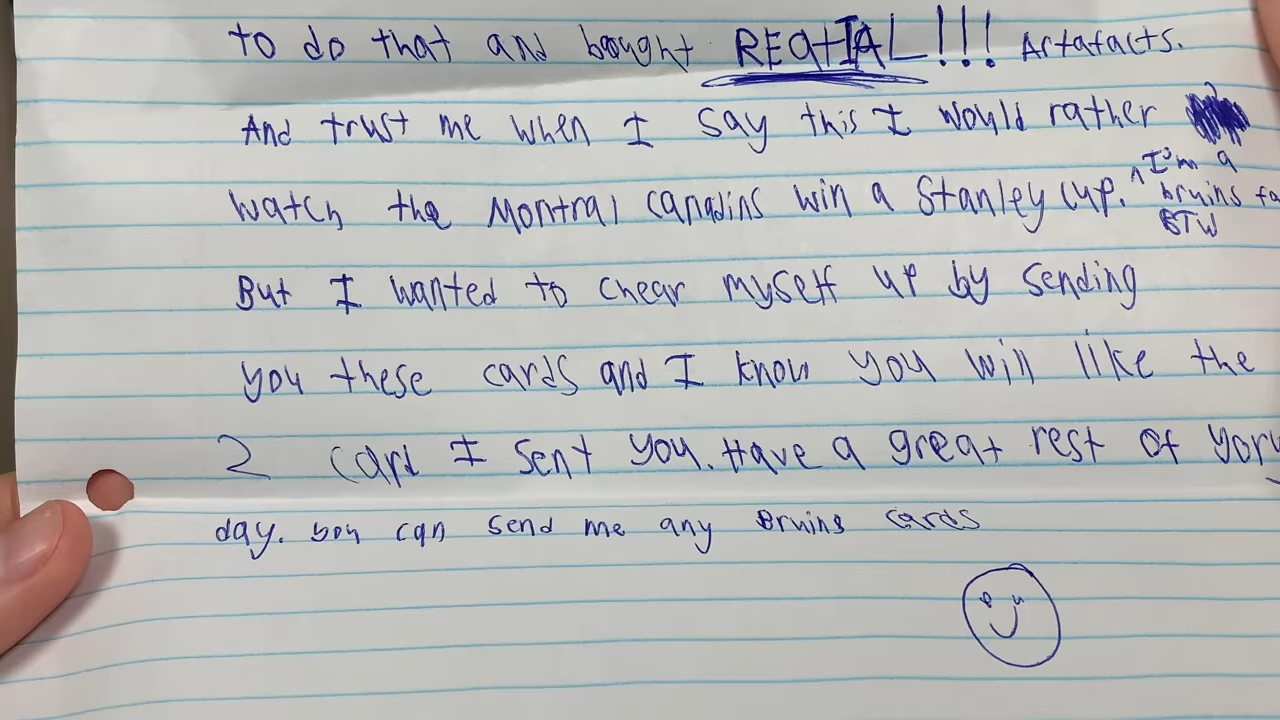 to do that and bought REATIAL!!! Artafacts.
And trust me when I say this I would rather
watch the Montral canadins win a Stanley cup. ^ I'm a
bruins fa
BTW
But I wanted to chear myself up by sending
you these cards and I know you will like the
2 card I sent you. Have a great rest of yory
day. you can send me any Bruins cards